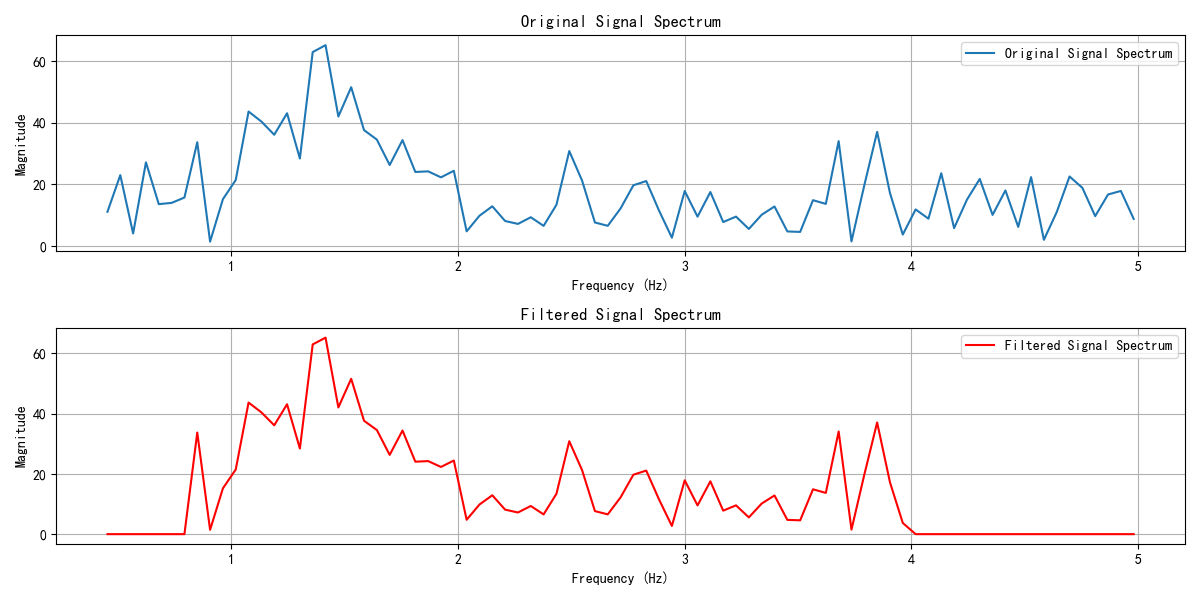 Original Signal Spectrum
Original Signal Spectrum
60
40
20
0
Magnitude
1 2 3 4 5
Frequency (Hz)
Filtered Signal Spectrum
Filtered Signal Spectrum
60
40
20
0
Magnitude
1 2 3 4 5
Frequency (Hz)